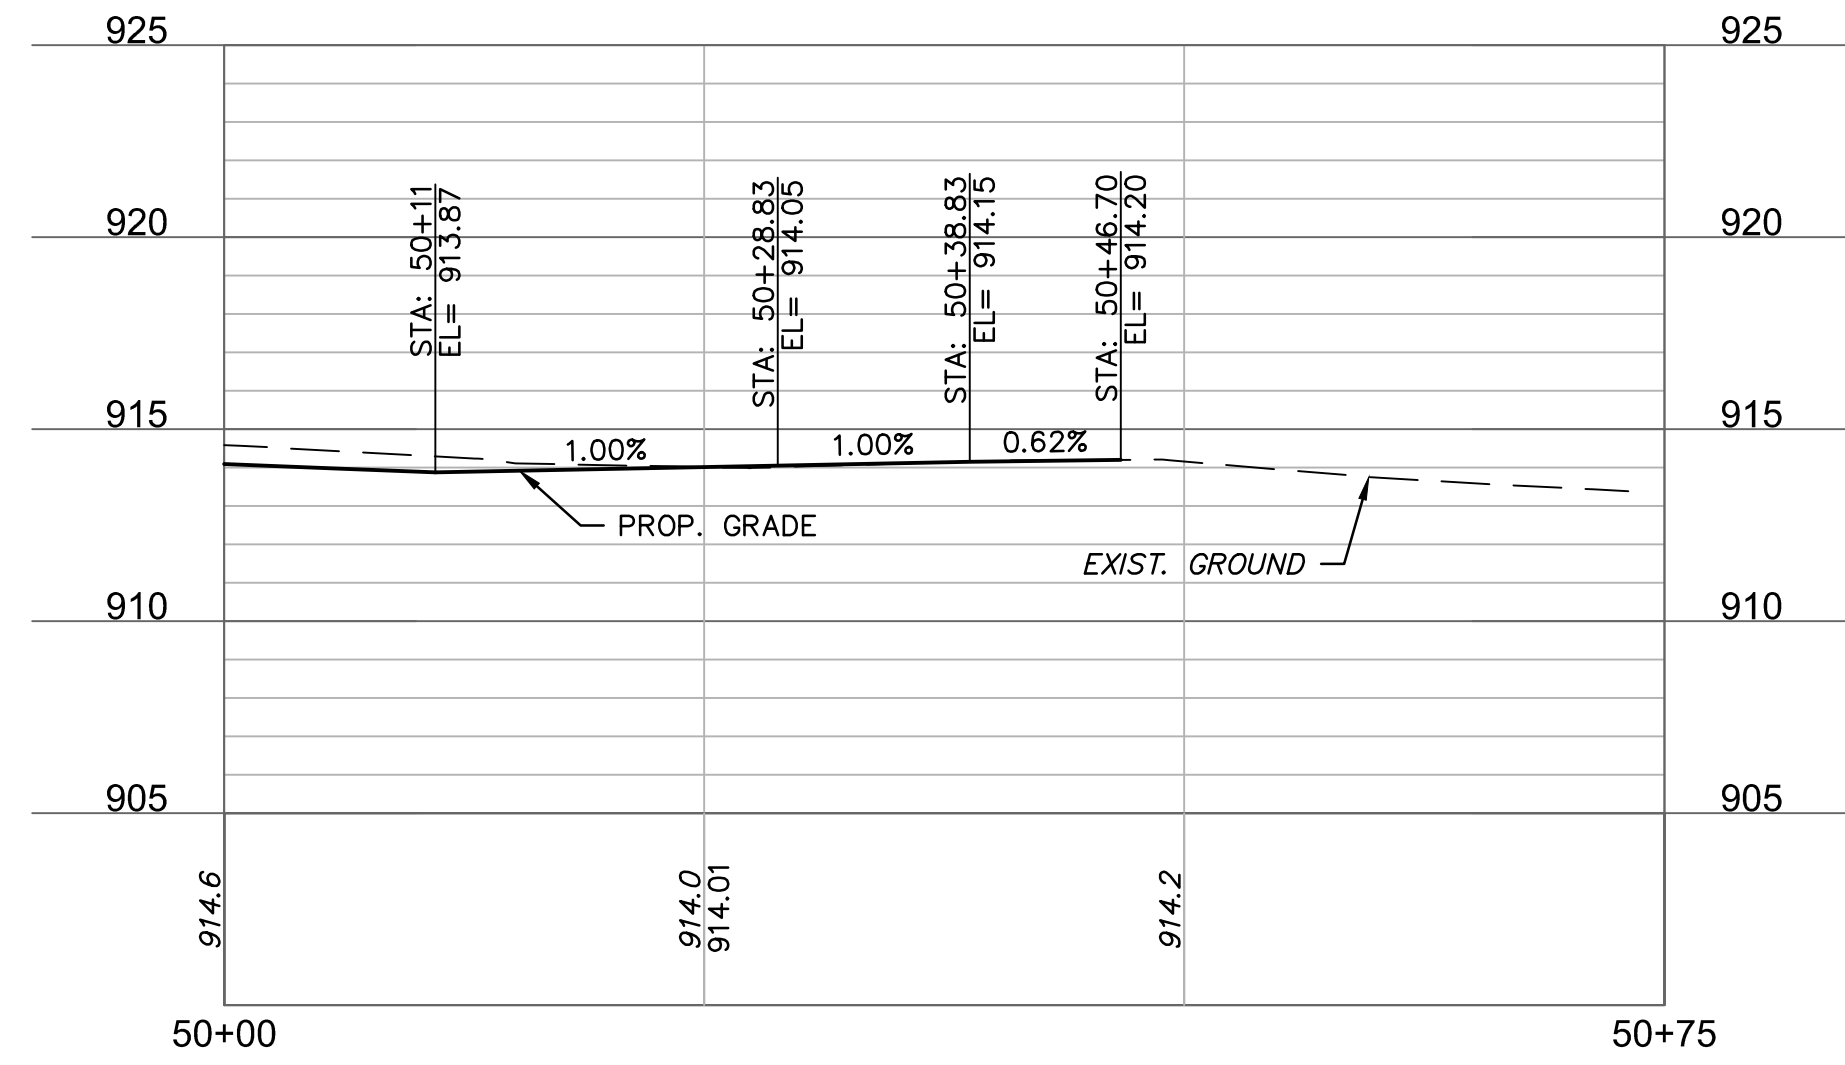 925
925
STA: 50+11
EL= 913.87
STA: 50+28.83
EL= 914.05
STA: 50+38.83
EL= 914.15
STA: 50+46.70
EL= 914.20
920
920
915
915
1.00%
1.00%
0.62%
PROP. GRADE
EXIST. GROUND
910
910
905
905
914.6
914.0
914.01
914.2
50+00
50+75